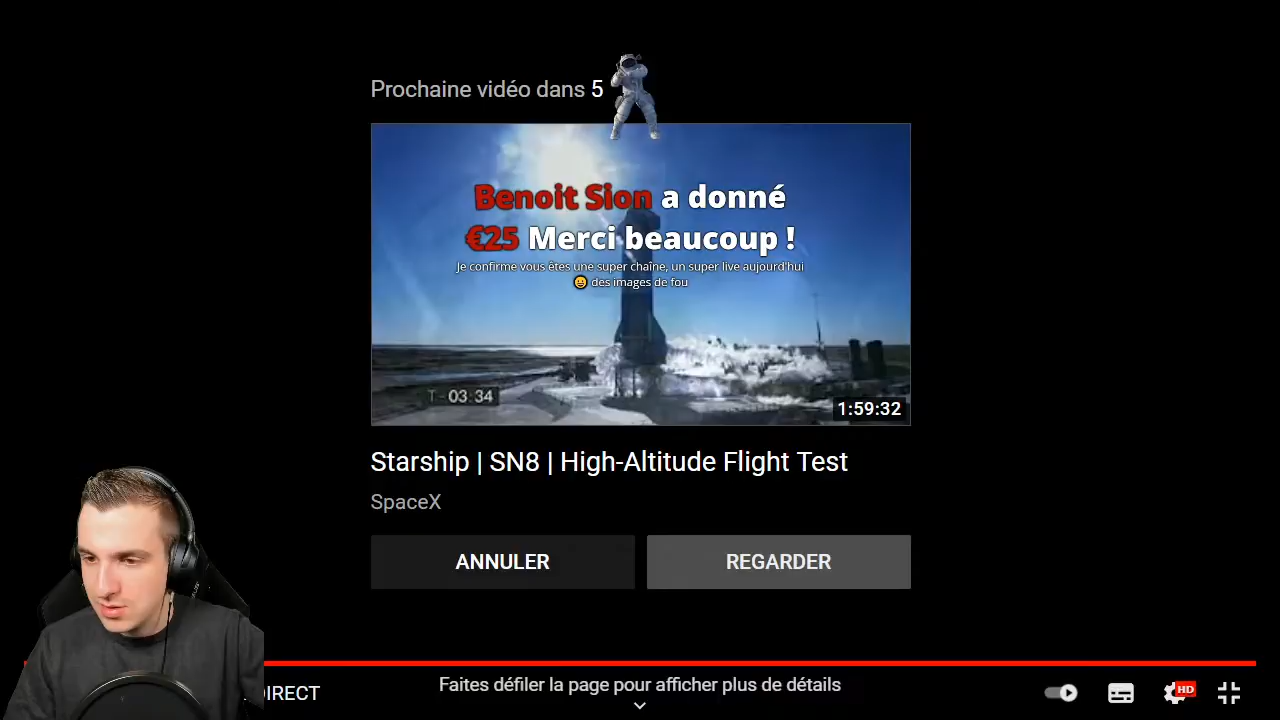 Prochaine vidéo dans 5
Benoit Sion a donné
€25 Merci beaucoup !
Je confirme vous êtes une super chaîne, un super live aujourd'hui
😀 des images de fou
T - 03:34
1:59:32
Starship | SN8 | High-Altitude Flight Test
SpaceX
ANNULER
REGARDER
DIRECT
Faites défiler la page pour afficher plus de détails
HD